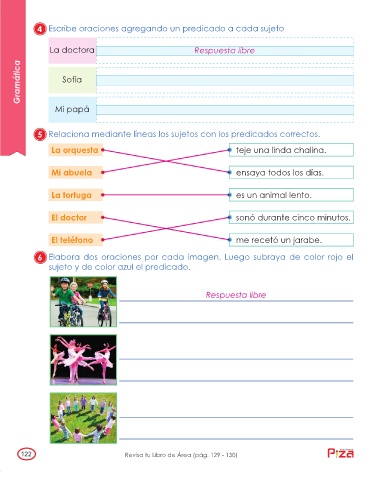 4 Escribe oraciones agregando un predicado a cada sujeto
La doctora Respuesta libre
Sofía
Mi papá
Gramática
5 Relaciona mediante líneas los sujetos con los predicados correctos.
La orquesta teje una linda chalina.
Mi abuela ensaya todos los días.
La tortuga es un animal lento.
El doctor sonó durante cinco minutos.
El teléfono me recetó un jarabe.
6 Elabora dos oraciones por cada imagen. Luego subraya de color rojo el
sujeto y de color azul el predicado.
Respuesta libre
122 Revisa tu Libro de Área (pág. 129 - 130)